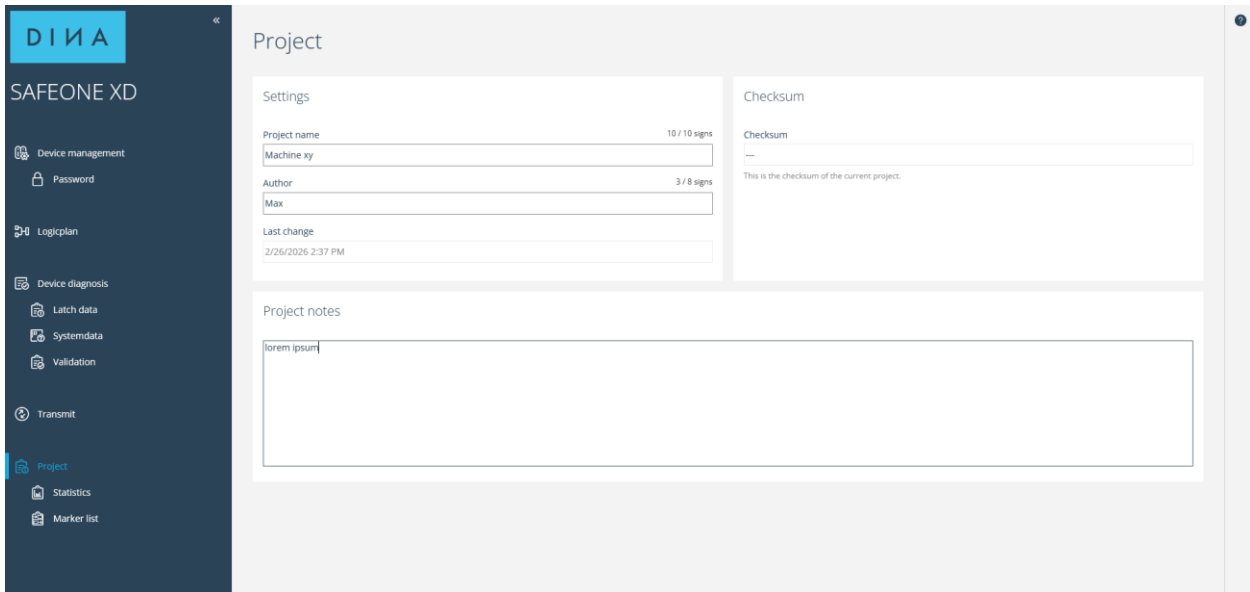 DINA
SAFEONE XD
Device management
Password
Logicplan
Device diagnosis
Latch data
Systemdata
Validation
Transmit
Project
Statistics
Marker list
«
Project
Settings
Project name 10 / 10 signs
Machine xy
Author 3 / 8 signs
Max
Last change
2/26/2026 2:37 PM
Checksum
Checksum
---
This is the checksum of the current project.
Project notes
lorem ipsum
?